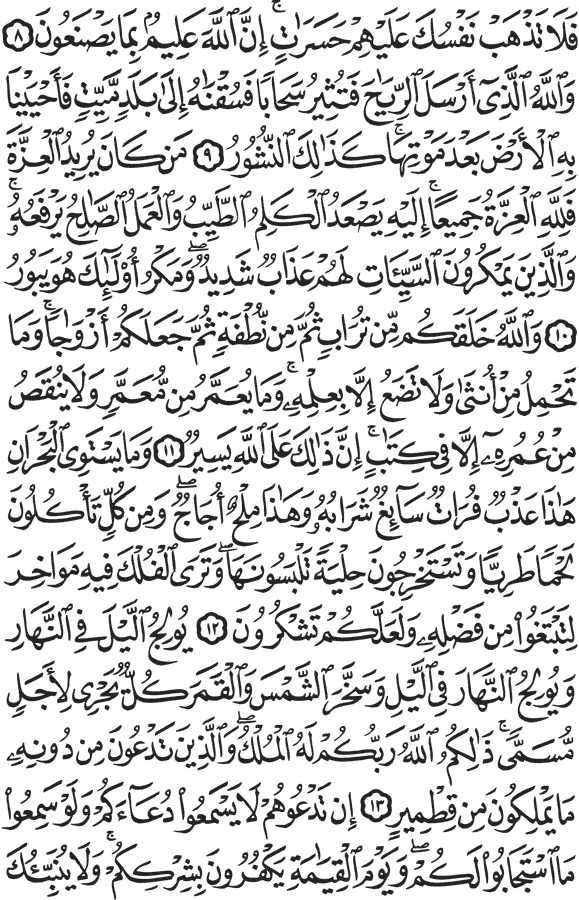 فَلَا تَذْهَبْ نَفْسُكَ عَلَيْهِمْ حَسَرَٰتٍ ۚ إِنَّ ٱللَّهَ عَلِيمٌۢ بِمَا يَصْنَعُونَ ٨
وَٱللَّهُ ٱلَّذِىٓ أَرْسَلَ ٱلرِّيَٰحَ فَتُثِيرُ سَحَابًا فَسُقْنَٰهُ إِلَىٰ بَلَدٍ مَّيِّتٍ فَأَحْيَيْنَا
بِهِ ٱلْأَرْضَ بَعْدَ مَوْتِهَا ۚ كَذَٰلِكَ ٱلنُّشُورُ ٩ مَن كَانَ يُرِيدُ ٱلْعِزَّةَ
فَلِلَّهِ ٱلْعِزَّةُ جَمِيعًا ۚ إِلَيْهِ يَصْعَدُ ٱلْكَلِمُ ٱلطَّيِّبُ وَٱلْعَمَلُ ٱلصَّٰلِحُ يَرْفَعُهُۥ ۚ
وَٱلَّذِينَ يَمْكُرُونَ ٱلسَّيِّـَٔاتِ لَهُمْ عَذَابٌ شَدِيدٌ ۖ وَمَكْرُ أُو۟لَٰٓئِكَ هُوَ يَبُورُ
١٠ وَٱللَّهُ خَلَقَكُم مِّن تُرَابٍ ثُمَّ مِن نُّطْفَةٍ ثُمَّ جَعَلَكُمْ أَزْوَٰجًا ۚ وَمَا
تَحْمِلُ مِنْ أُنثَىٰ وَلَا تَضَعُ إِلَّا بِعِلْمِهِۦ ۚ وَمَا يُعَمَّرُ مِن مُّعَمَّرٍ وَلَا يُنقَصُ
مِنْ عُمُرِهِۦٓ إِلَّا فِى كِتَٰبٍ ۚ إِنَّ ذَٰلِكَ عَلَى ٱللَّهِ يَسِيرٌ ١١ وَمَا يَسْتَوِى ٱلْبَحْرَانِ
هَٰذَا عَذْبٌ فُرَاتٌ سَآئِغٌ شَرَابُهُۥ وَهَٰذَا مِلْحٌ أُجَاجٌ ۖ وَمِن كُلٍّ تَأْكُلُونَ
لَحْمًا طَرِيًّا وَتَسْتَخْرِجُونَ حِلْيَةً تَلْبَسُونَهَا ۖ وَتَرَى ٱلْفُلْكَ فِيهِ مَوَاخِرَ
لِتَبْتَغُوا۟ مِن فَضْلِهِۦ وَلَعَلَّكُمْ تَشْكُرُونَ ١٢ يُولِجُ ٱلَّيْلَ فِى ٱلنَّهَارِ
وَيُولِجُ ٱلنَّهَارَ فِى ٱلَّيْلِ وَسَخَّرَ ٱلشَّمْسَ وَٱلْقَمَرَ كُلٌّ يَجْرِى لِأَجَلٍ
مُّسَمًّى ۚ ذَٰلِكُمُ ٱللَّهُ رَبُّكُمْ لَهُ ٱلْمُلْكُ ۚ وَٱلَّذِينَ تَدْعُونَ مِن دُونِهِۦ
مَا يَمْلِكُونَ مِن قِطْمِيرٍ ١٣ إِن تَدْعُوهُمْ لَا يَسْمَعُوا۟ دُعَآءَكُمْ وَلَوْ سَمِعُوا۟
مَا ٱسْتَجَابُوا۟ لَكُمْ ۖ وَيَوْمَ ٱلْقِيَٰمَةِ يَكْفُرُونَ بِشِرْكِكُمْ ۚ وَلَا يُنَبِّئُكَ